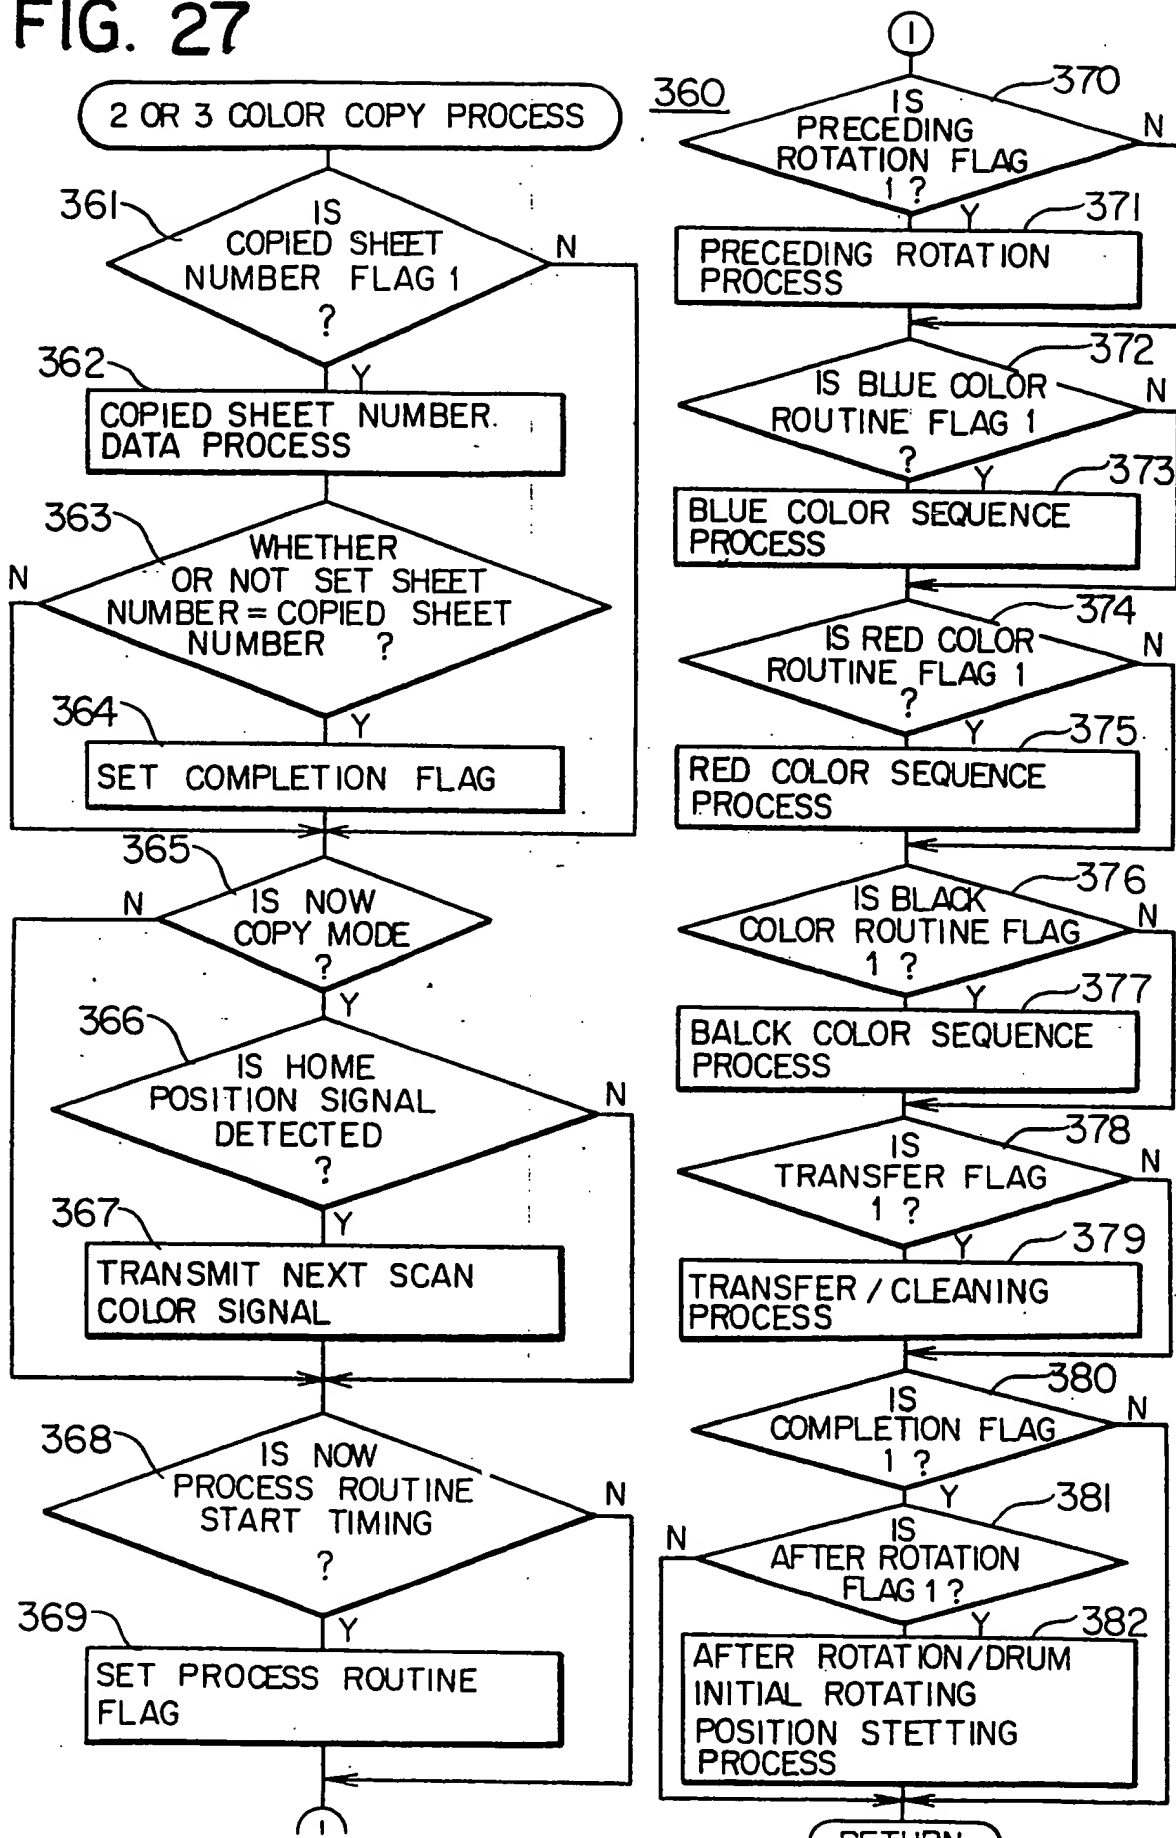 FIG. 27
2 OR 3 COLOR COPY PROCESS
361
IS
COPIED SHEET
NUMBER FLAG 1
?
N
Y
362
COPIED SHEET NUMBER.
DATA PROCESS
363
WHETHER
OR NOT SET SHEET
NUMBER = COPIED SHEET
NUMBER ?
N
Y
364
SET COMPLETION FLAG
365
IS NOW
COPY MODE
?
N
Y
366
IS HOME
POSITION SIGNAL
DETECTED
?
N
Y
367
TRANSMIT NEXT SCAN
COLOR SIGNAL
368
IS NOW
PROCESS ROUTINE
START TIMING
?
N
Y
369
SET PROCESS ROUTINE
FLAG
1
1
360
370
IS
PRECEDING
ROTATION FLAG
1 ?
N
Y
371
PRECEDING ROTATION
PROCESS
372
IS BLUE COLOR
ROUTINE FLAG 1
?
N
Y
373
BLUE COLOR SEQUENCE
PROCESS
374
IS RED COLOR
ROUTINE FLAG 1
?
N
Y
375
RED COLOR SEQUENCE
PROCESS
376
IS BLACK
COLOR ROUTINE FLAG
1 ?
N
Y
377
BALCK COLOR SEQUENCE
PROCESS
378
IS
TRANSFER FLAG
1 ?
N
Y
379
TRANSFER / CLEANING
PROCESS
380
IS
COMPLETION FLAG
1 ?
N
Y
381
IS
AFTER ROTATION
FLAG 1 ?
N
Y
382
AFTER ROTATION/DRUM
INITIAL ROTATING
POSITION STETTING
PROCESS
RETURN